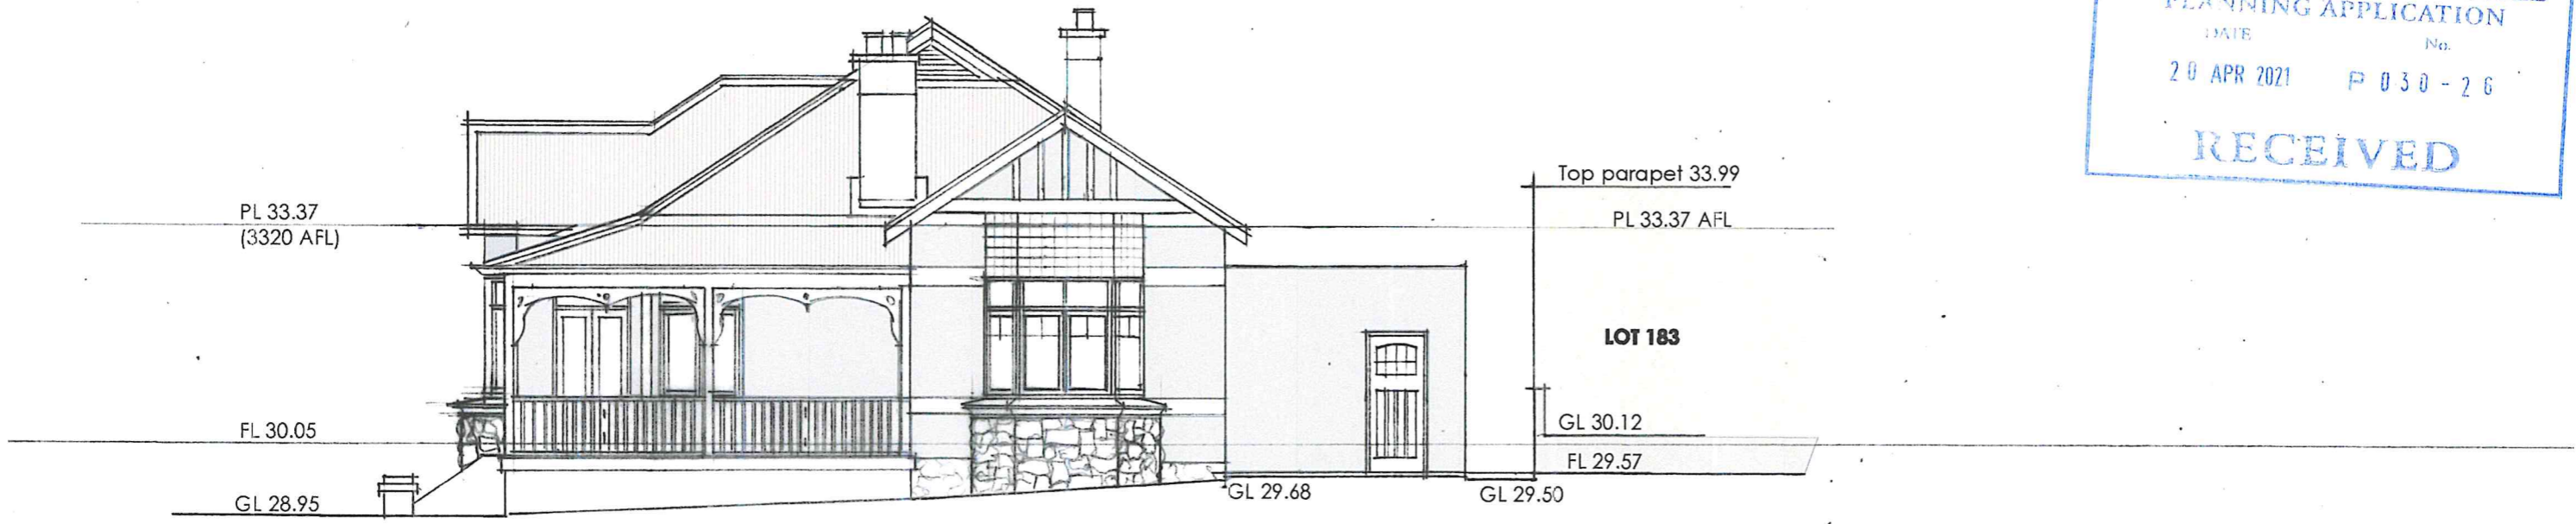 PLANNING APPLICATION
DATE No.
20 APR 2021 P 030-26
RECEIVED
Top parapet 33.99
PL 33.37
(3320 AFL)
PL 33.37 AFL
LOT 183
FL 30.05
GL 30.12
FL 29.57
GL 29.68
GL 29.50
GL 28.95